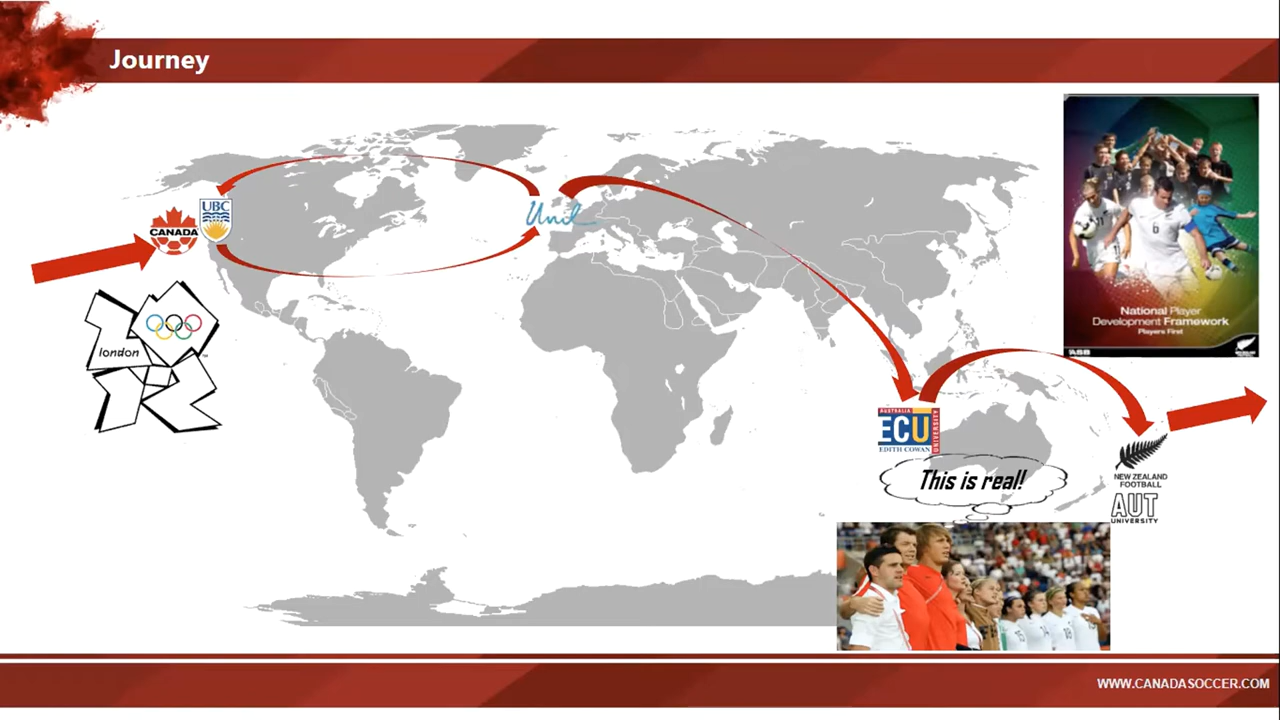 Journey
UBC
CANADA
Unil
london
National Player
Development Framework
Players First
ASB
AUSTRALIA
ECU
UNIVERSITY
EDITH COWAN
This is real!
NEW ZEALAND
FOOTBALL
AUT
UNIVERSITY
WWW.CANADASOCCER.COM